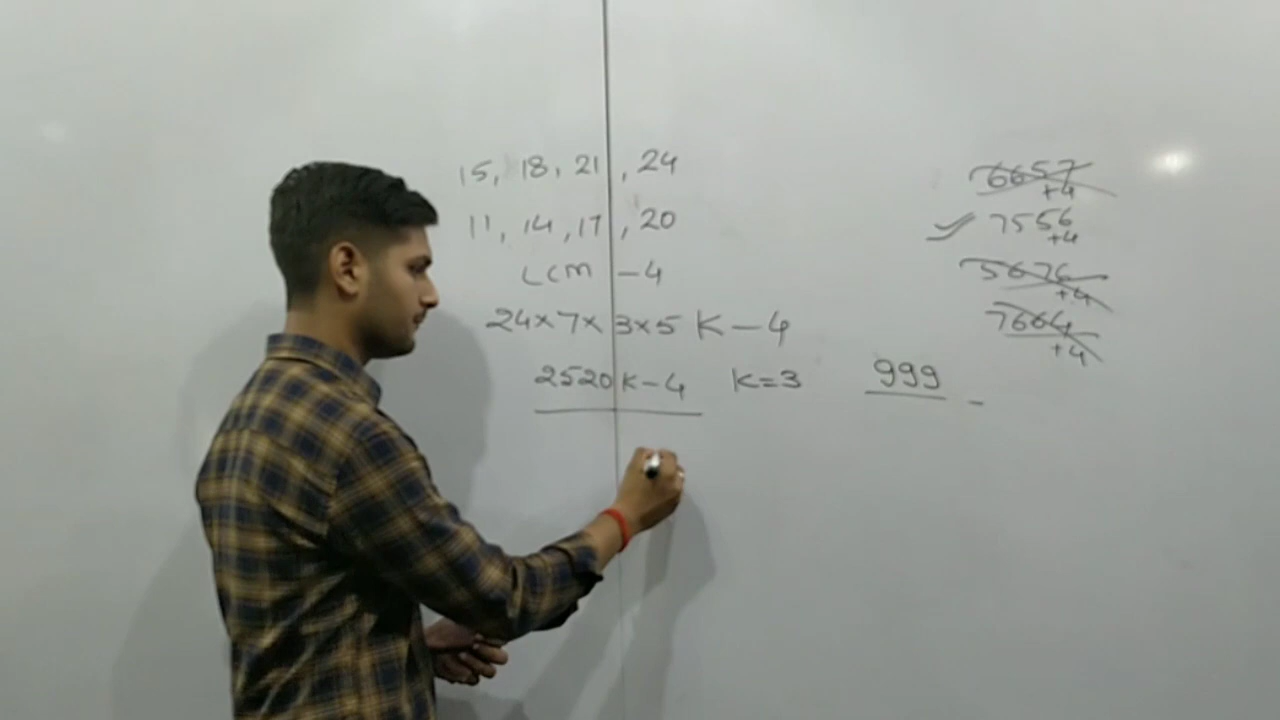 15, 18, 21, 24
11, 14, 17, 20
LCM - 4
24×7×3×5 K - 4
2520 K - 4 K=3 999 -
6657
+4
✓ 7556
+4
5676
+4
7664
+4